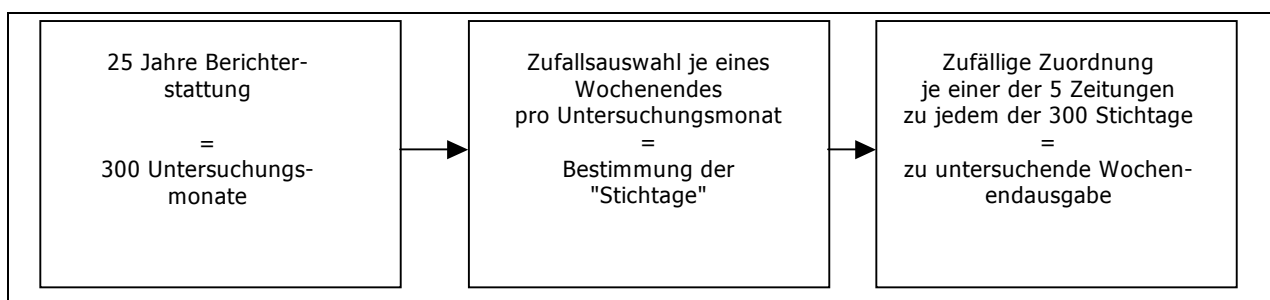 25 Jahre Berichter-
stattung
=
300 Untersuchungs-
monate
Zufallsauswahl je eines
Wochenendes
pro Untersuchungsmonat
=
Bestimmung der
"Stichtage"
Zufällige Zuordnung
je einer der 5 Zeitungen
zu jedem der 300 Stichtage
=
zu untersuchende Wochen-
endausgabe